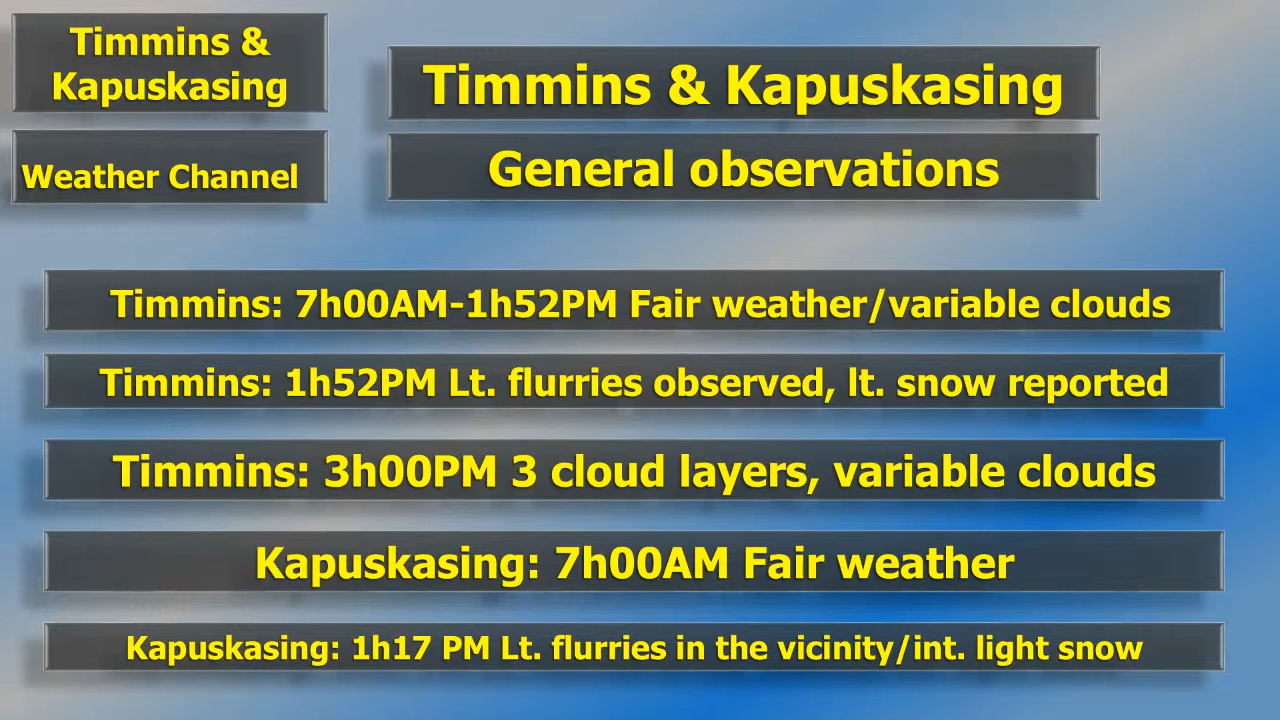 Timmins &
Kapuskasing
Weather Channel
Timmins & Kapuskasing
General observations
Timmins: 7h00AM-1h52PM Fair weather/variable clouds
Timmins: 1h52PM Lt. flurries observed, lt. snow reported
Timmins: 3h00PM 3 cloud layers, variable clouds
Kapuskasing: 7h00AM Fair weather
Kapuskasing: 1h17 PM Lt. flurries in the vicinity/int. light snow